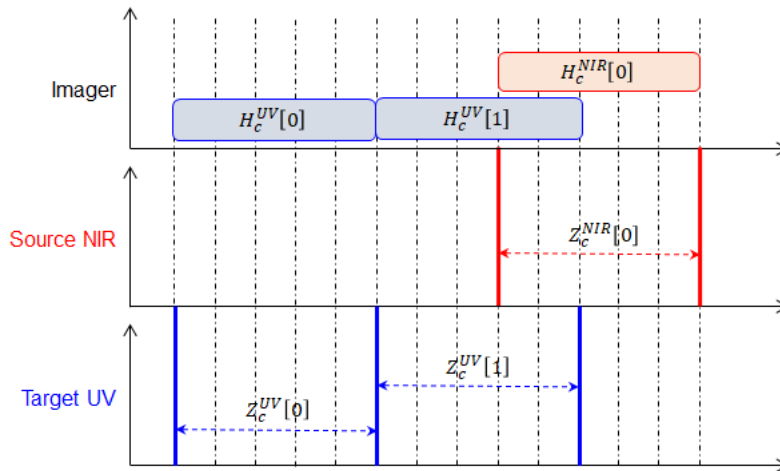 Imager
H_c^{NIR}[0]
H_c^{UV}[0]
H_c^{UV}[1]
Source NIR
Z_c^{NIR}[0]
Target UV
Z_c^{UV}[1]
Z_c^{UV}[0]